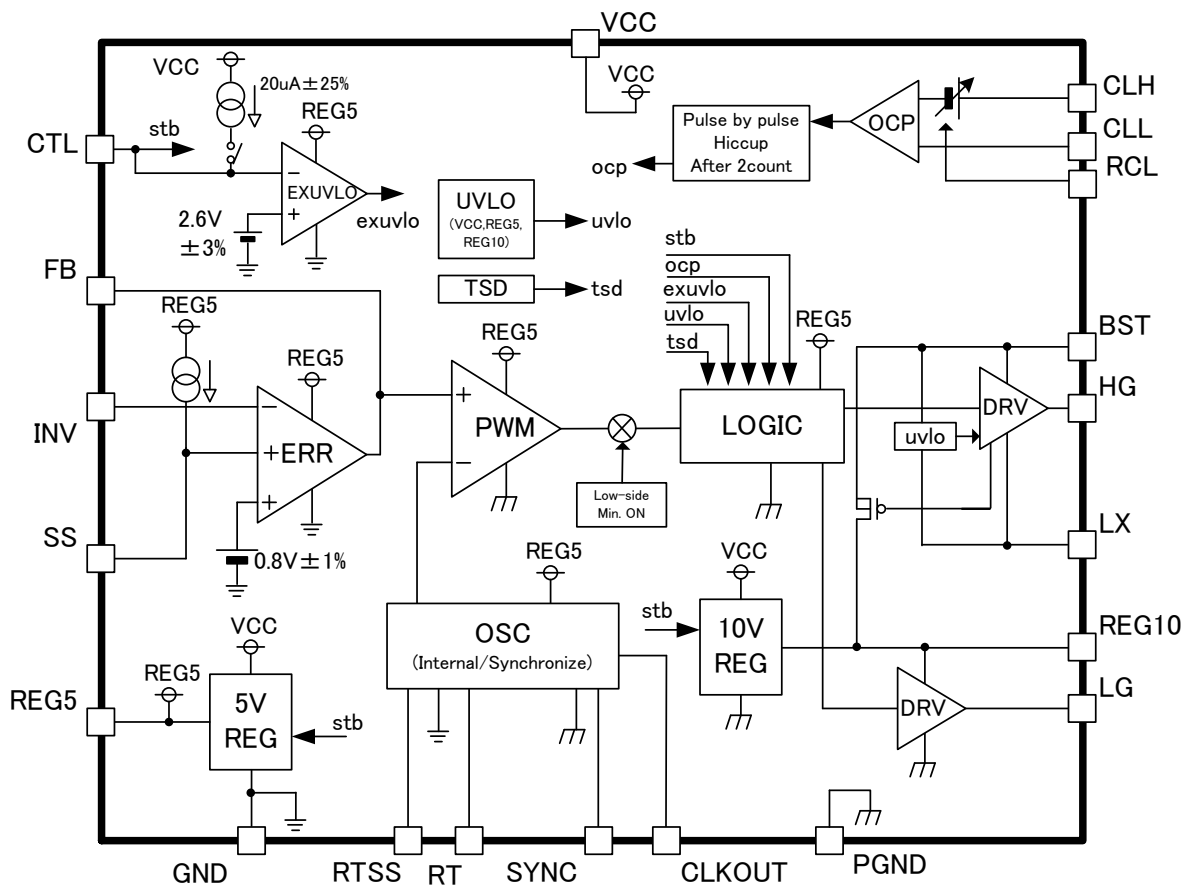 VCC
VCC
20uA±25%
REG5
CTL
stb
−
EXUVLO
+
exuvlo
2.6V
±3%
VCC
OCP
Pulse by pulse
Hiccup
After 2count
ocp
CLH
CLL
RCL
UVLO
(VCC,REG5,
REG10)
uvlo
TSD
tsd
FB
REG5
REG5
INV
−
+ERR
+
SS
0.8V±1%
REG5
+
PWM
−
Low-side
Min. ON
stb
ocp
exuvlo
uvlo
tsd
REG5
LOGIC
BST
DRV
HG
uvlo
LX
VCC
REG5
REG5
5V
REG
stb
REG5
OSC
(Internal/Synchronize)
VCC
stb
10V
REG
REG10
DRV
LG
GND
RTSS
RT
SYNC
CLKOUT
PGND